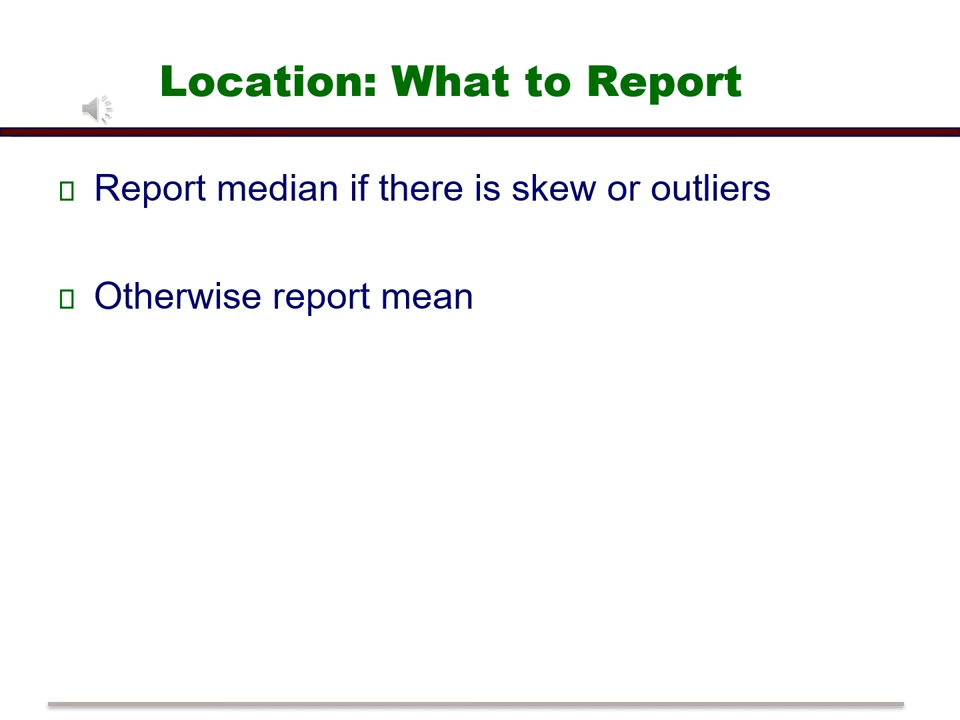 Location: What to Report
Report median if there is skew or outliers
Otherwise report mean